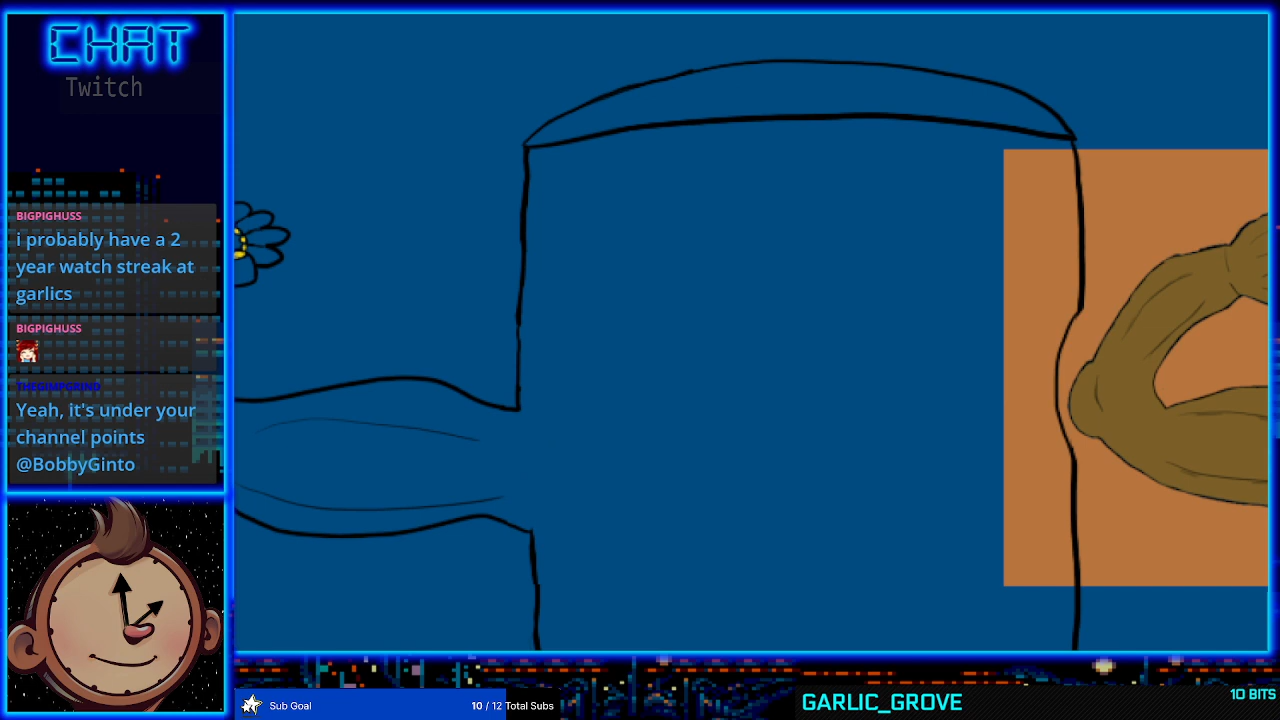 CHAT
Twitch
BIGPIGHUSS
i probably have a 2
year watch streak at
garlics
BIGPIGHUSS
THEGIMPGRIND
Yeah, it's under your
channel points
@BobbyGinto
Sub Goal
10 / 12 Total Subs
GARLIC_GROVE
10 BITS